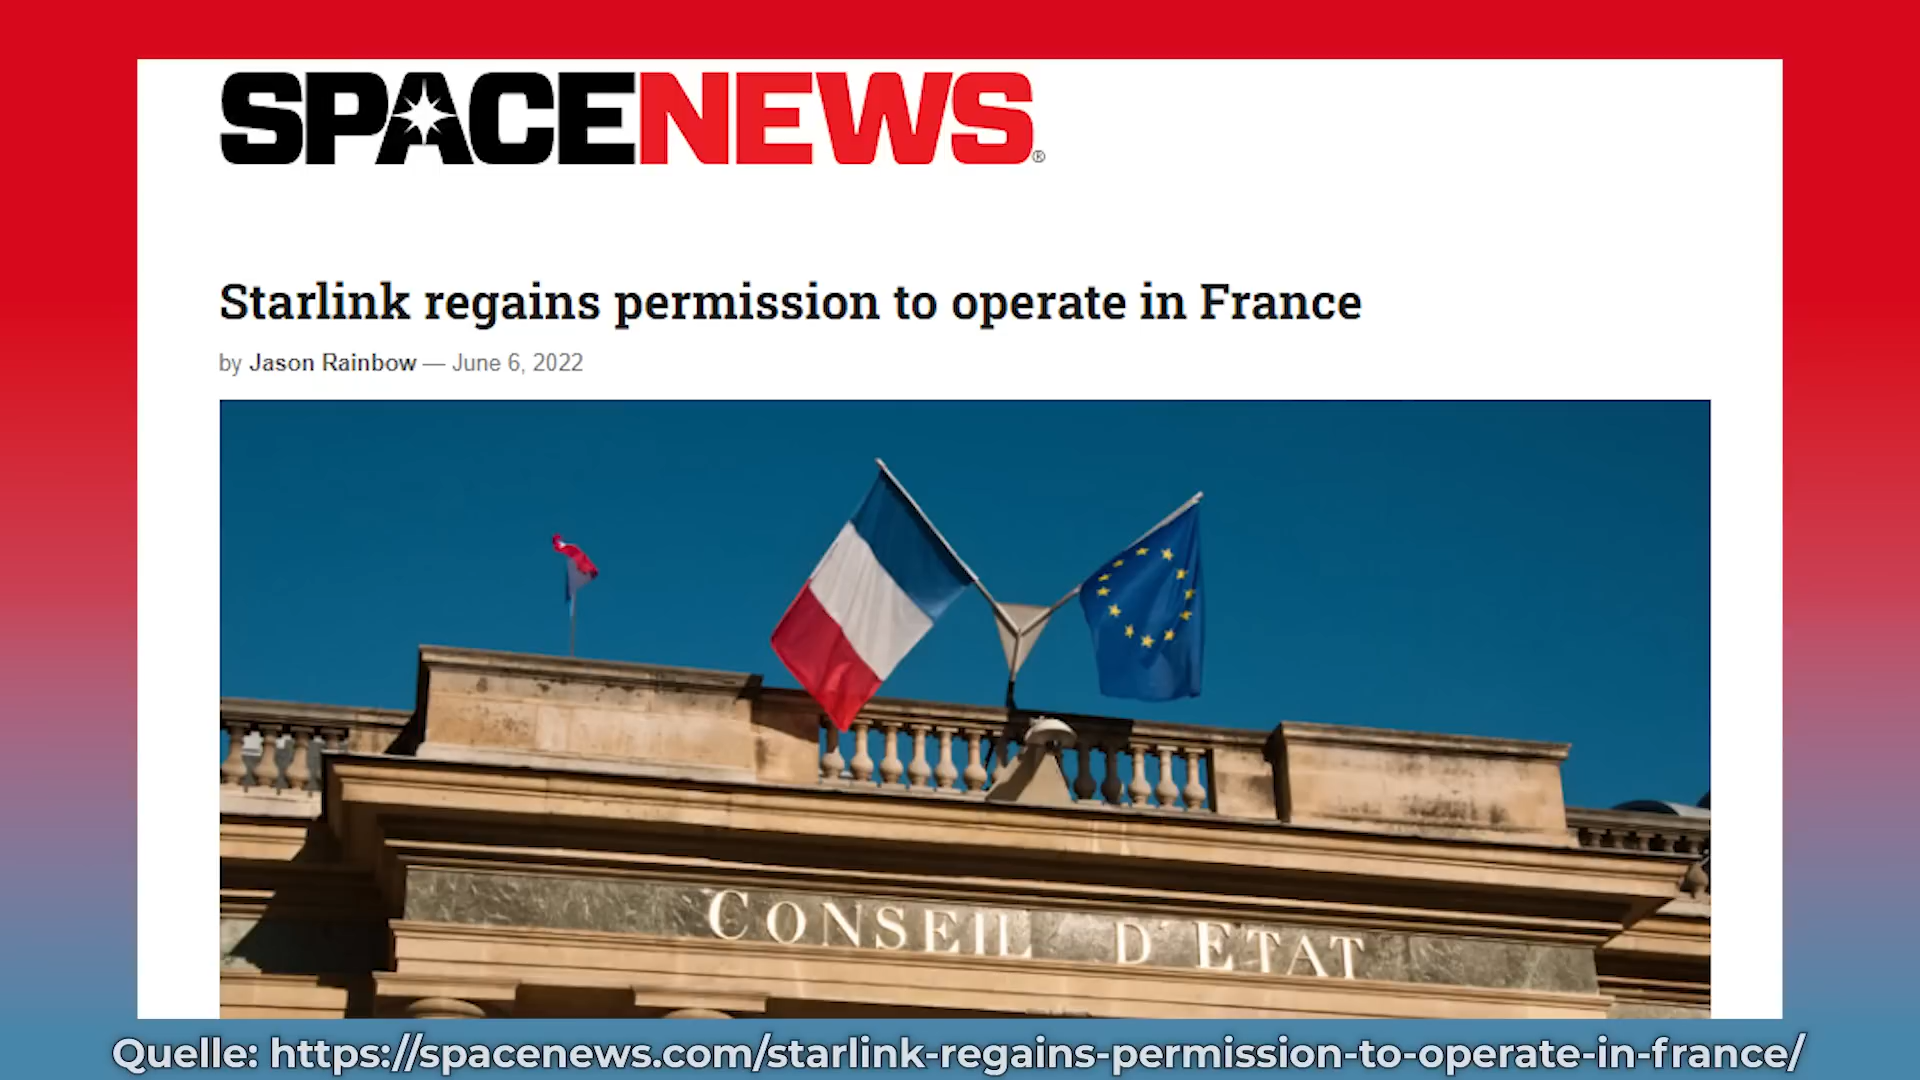 SPACENEWS®
Starlink regains permission to operate in France
by Jason Rainbow — June 6, 2022
CONSEIL D'ETAT
Quelle: https://spacenews.com/starlink-regains-permission-to-operate-in-france/